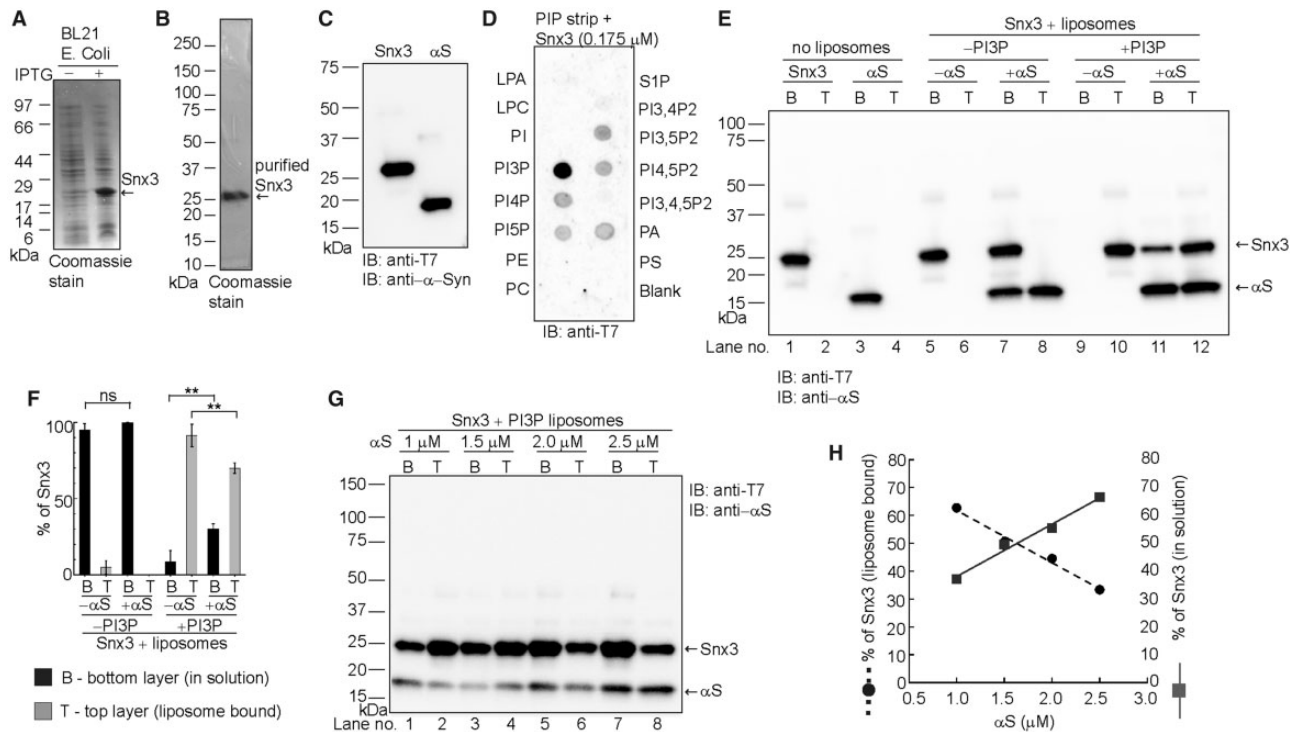 A
BL21
E. Coli
IPTG – +
97
66
44
29
17
14
6
kDa
Snx3
←
Coomassie
stain
B
250
150
100
75
50
37
25
20
15
10
kDa
purified
Snx3
←
Coomassie
stain
C
Snx3 αS
75
50
37
25
20
15
kDa
IB: anti-T7
IB: anti-α-Syn
D
PIP strip +
Snx3 (0.175 μM)
LPA S1P
LPC PI3,4P2
PI PI3,5P2
PI3P PI4,5P2
PI4P PI3,4,5P2
PI5P PA
PE PS
PC Blank
IB: anti-T7
E
Snx3 + liposomes
no liposomes –PI3P +PI3P
Snx3 αS –αS +αS –αS +αS
B T B T B T B T B T B T
100
75
50
37
25
20
15
kDa
← Snx3
← αS
Lane no. 1 2 3 4 5 6 7 8 9 10 11 12
IB: anti-T7
IB: anti–αS
F
ns ** **
% of Snx3
100
50
0
B T B T B T B T
–αS +αS –αS +αS
–PI3P +PI3P
Snx3 + liposomes
B - bottom layer (in solution)
T - top layer (liposome bound)
G
Snx3 + PI3P liposomes
αS 1 μM 1.5 μM 2.0 μM 2.5 μM
B T B T B T B T
150
100
75
50
37
25
20
15
kDa
IB: anti-T7
IB: anti–αS
← Snx3
← αS
Lane no. 1 2 3 4 5 6 7 8
H
% of Snx3 (liposome bound)
80
70
60
50
40
30
20
10
0
0.5 1.0 1.5 2.0 2.5 3.0
αS (μM)
80
70
60
50
40
30
20
10
0
% of Snx3 (in solution)